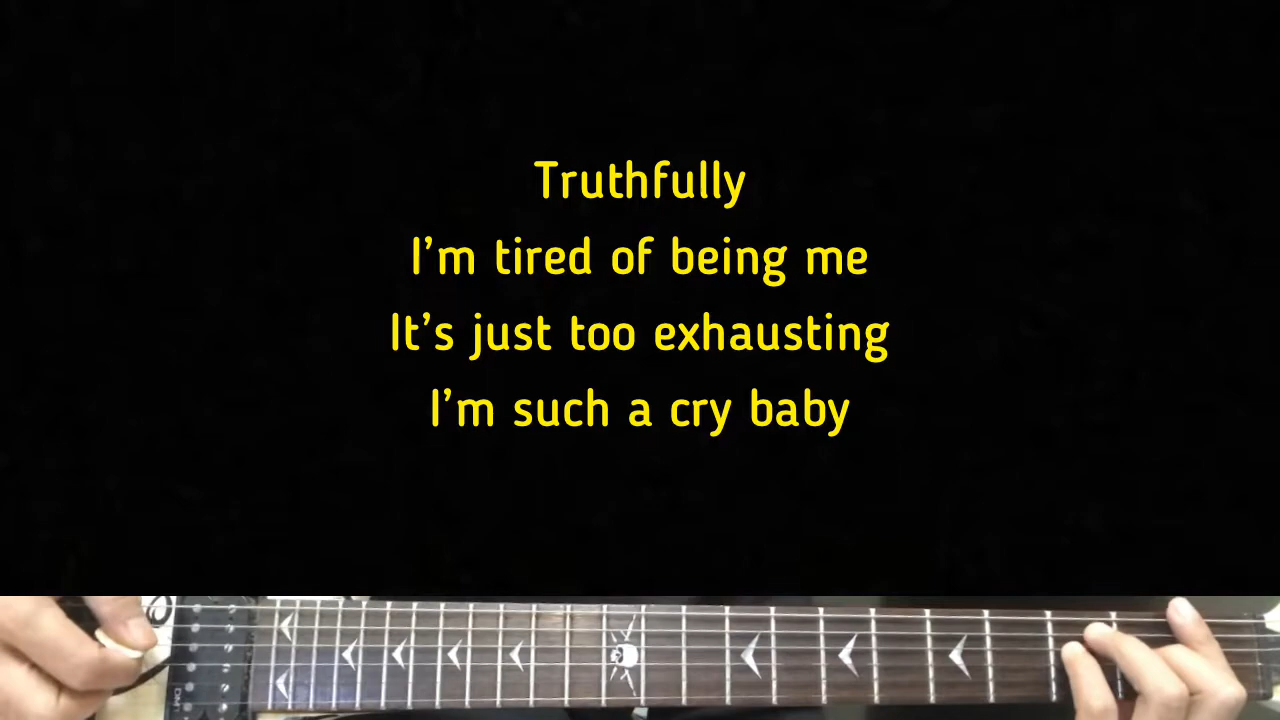 Truthfully
I’m tired of being me
It’s just too exhausting
I’m such a cry baby